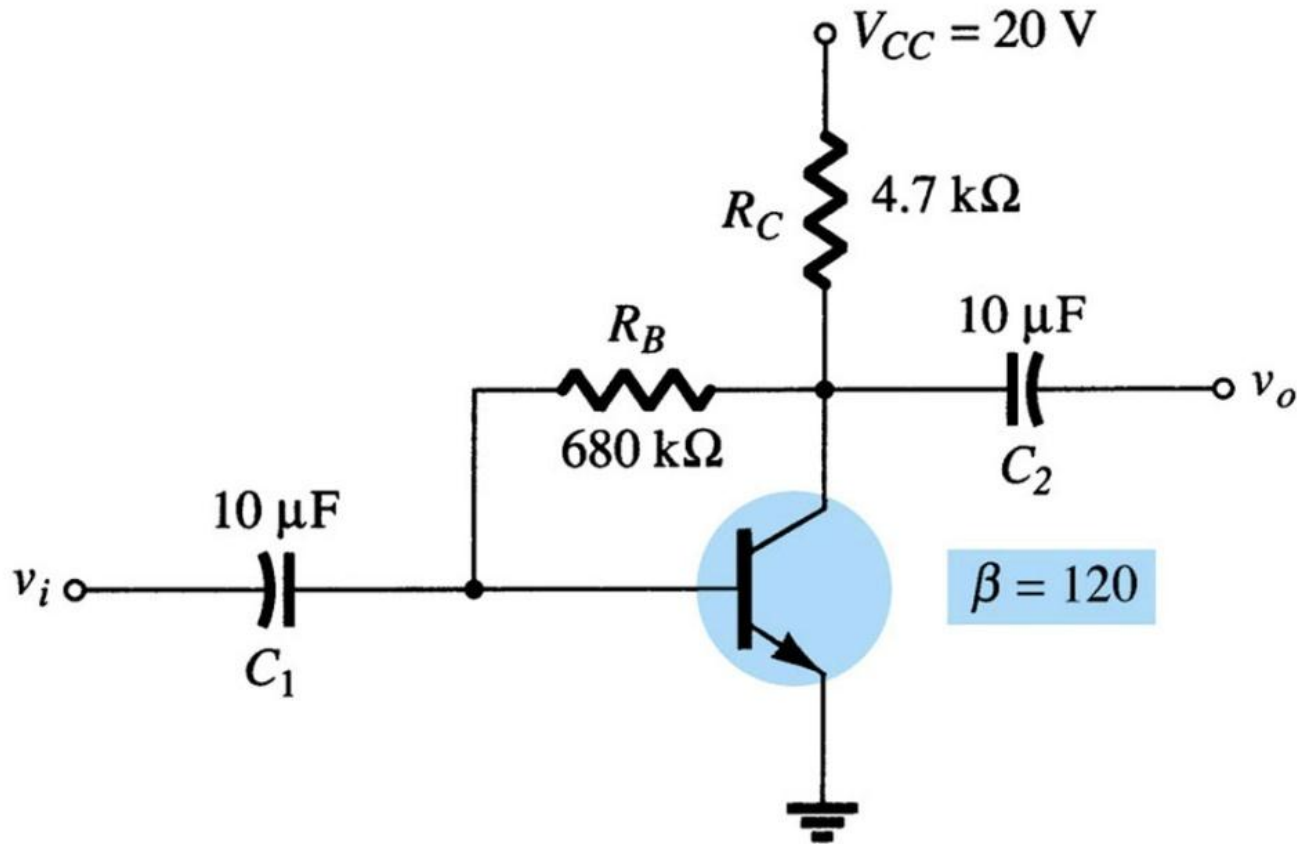 V_CC = 20 V
R_C
4.7 kΩ
R_B
680 kΩ
10 μF
C_2
v_o
10 μF
C_1
v_i
β = 120